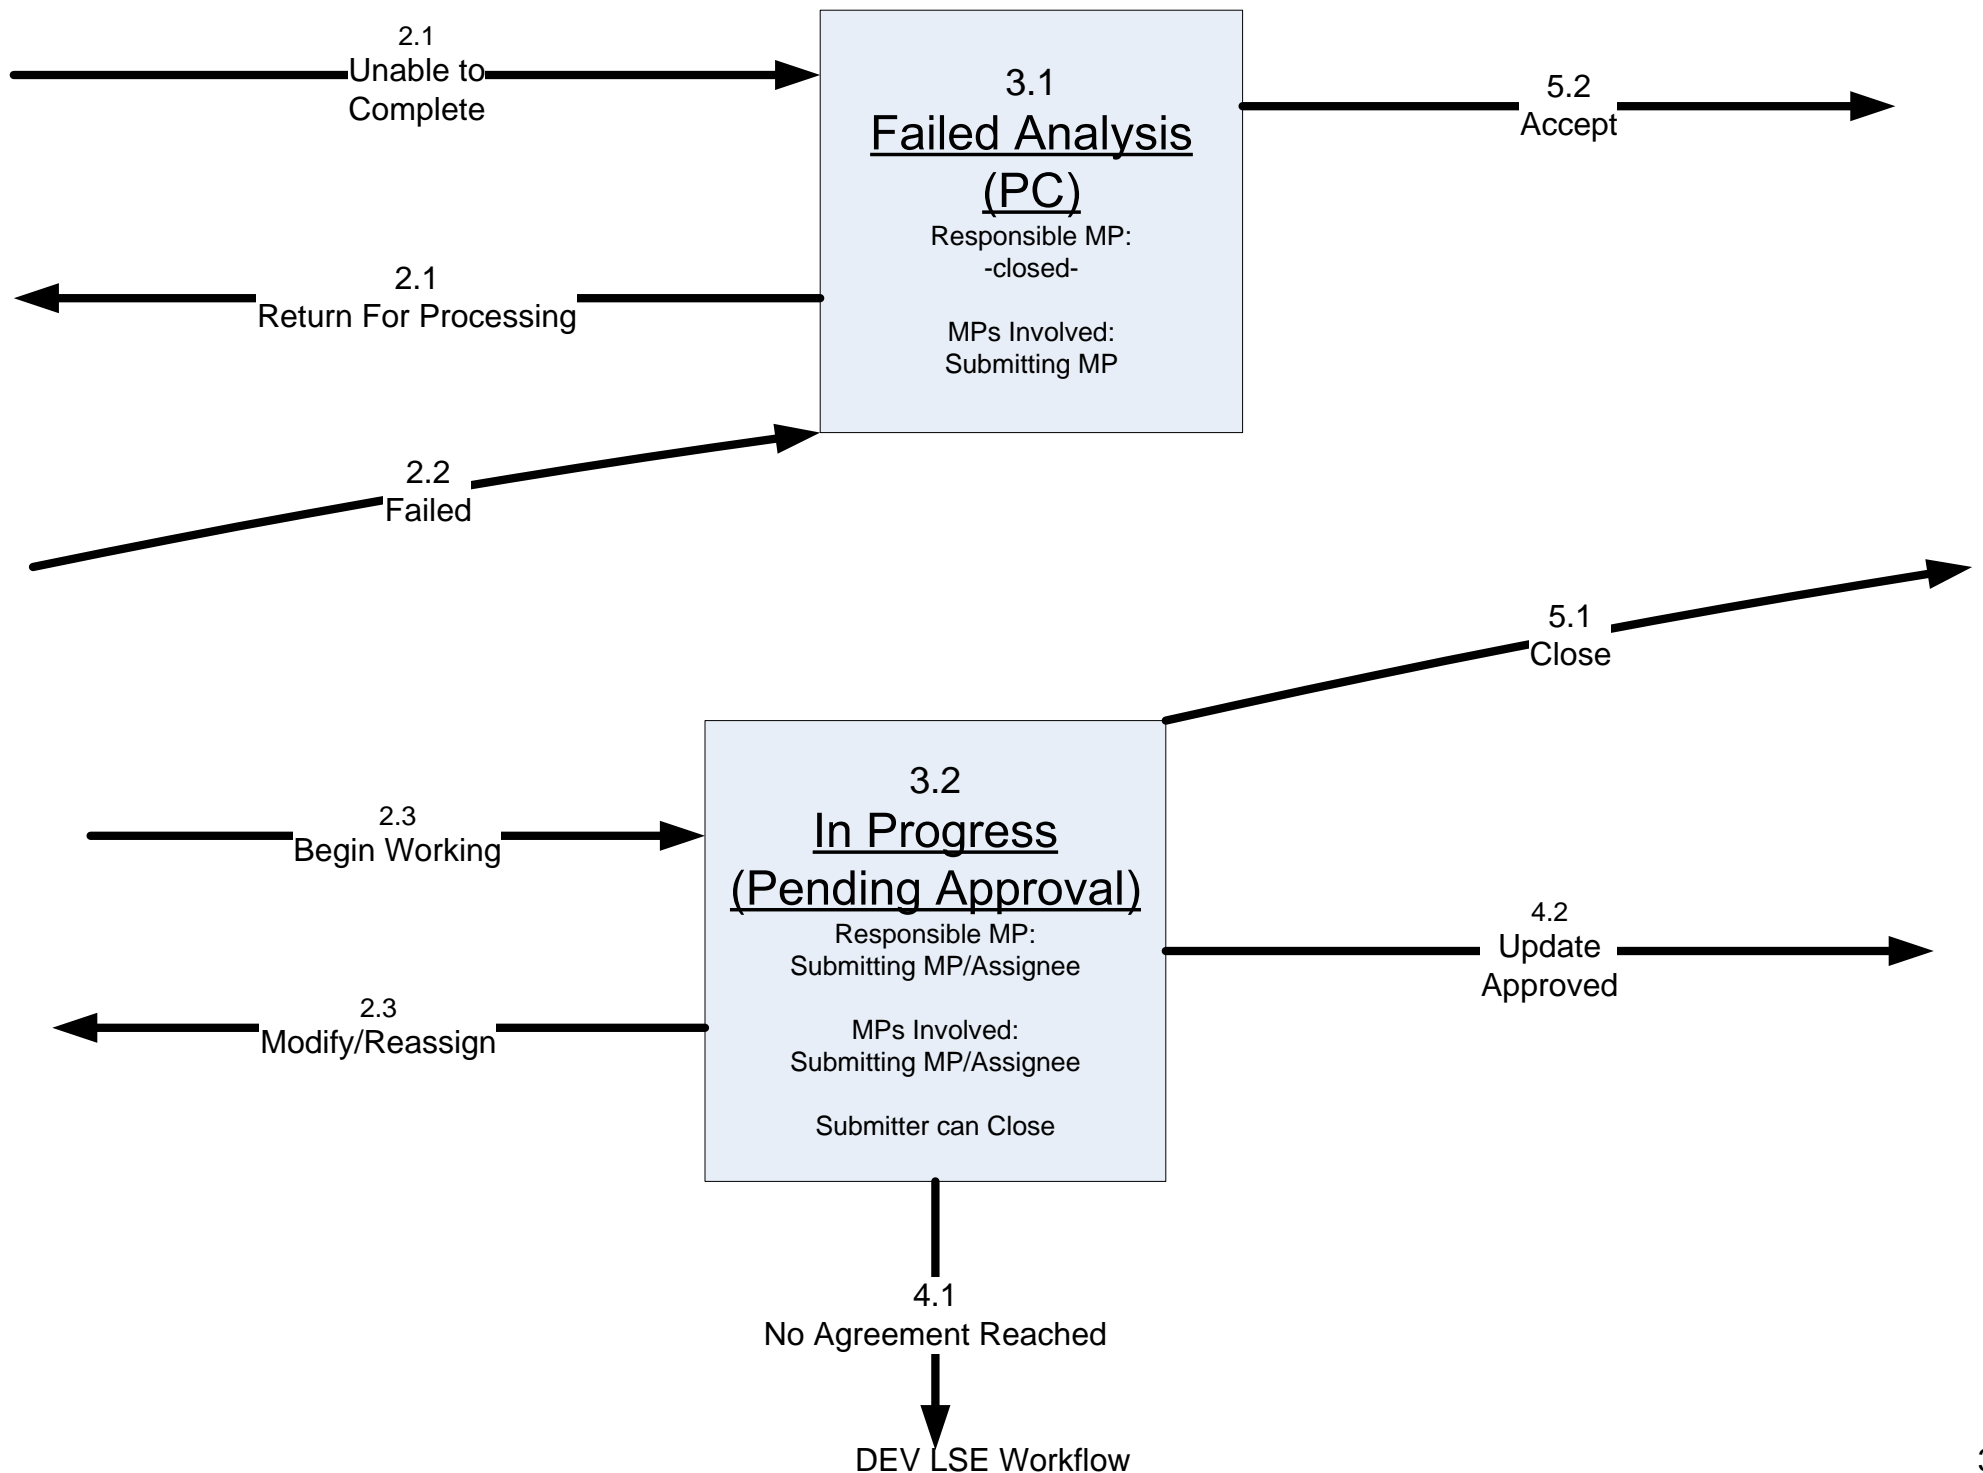 2.1
Unable to
Complete
3.1
Failed Analysis
(PC)
Responsible MP:
-closed-
MPs Involved:
Submitting MP
5.2
Accept
2.1
Return For Processing
2.2
Failed
5.1
Close
2.3
Begin Working
3.2
In Progress
(Pending Approval)
Responsible MP:
Submitting MP/Assignee
MPs Involved:
Submitting MP/Assignee
Submitter can Close
4.2
Update
Approved
2.3
Modify/Reassign
4.1
No Agreement Reached
DEV LSE Workflow